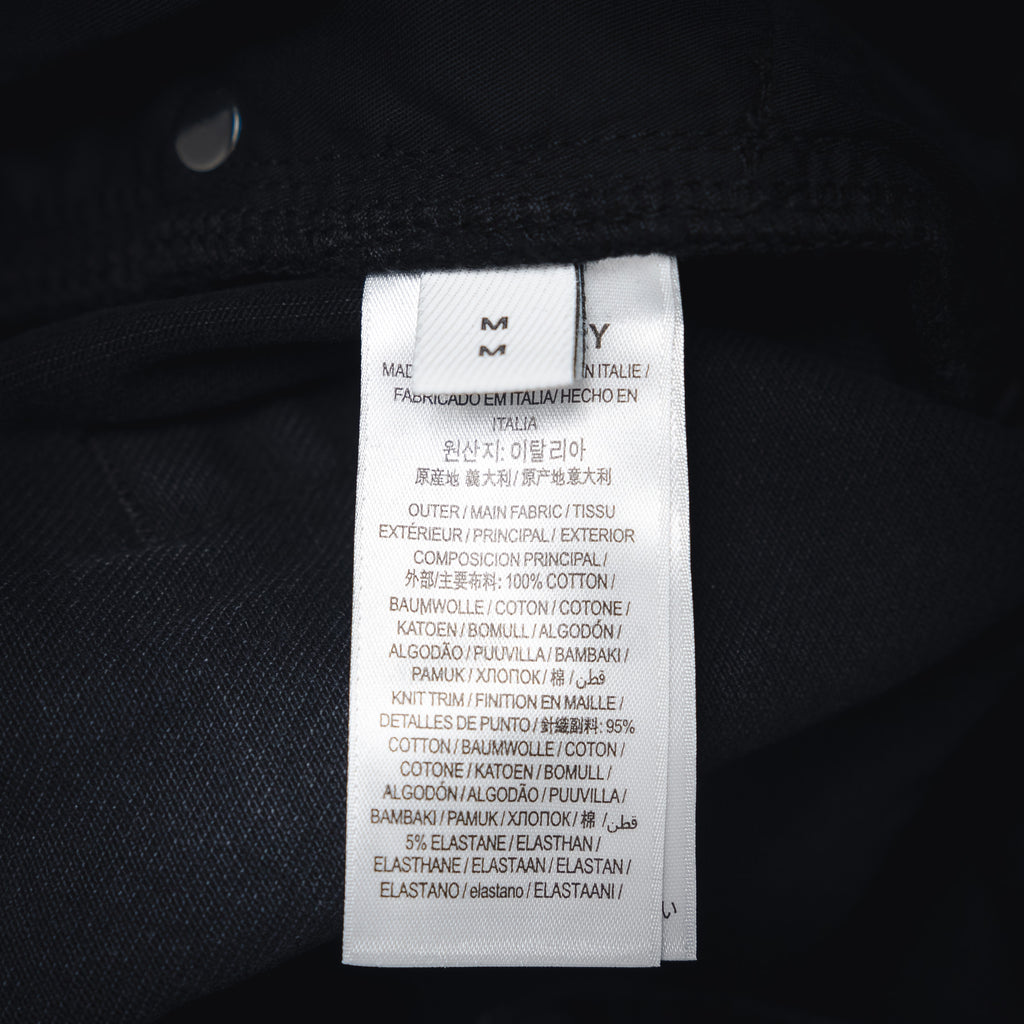 M
M
Y
MAD N ITALIE /
FABRICADO EM ITALIA/ HECHO EN
ITALIA
원산지: 이탈리아
原産地 義大利 / 原产地意大利
OUTER / MAIN FABRIC / TISSU
EXTÉRIEUR / PRINCIPAL / EXTERIOR
COMPOSICION PRINCIPAL /
外部/主要布料: 100% COTTON /
BAUMWOLLE / COTON / COTONE /
KATOEN / BOMULL / ALGODÓN /
ALGODÃO / PUUVILLA / BAMBAKI /
PAMUK / ХЛОПОК / 棉 / قطن
KNIT TRIM / FINITION EN MAILLE /
DETALLES DE PUNTO / 針織副料: 95%
COTTON / BAUMWOLLE / COTON /
COTONE / KATOEN / BOMULL /
ALGODÓN / ALGODÃO / PUUVILLA /
BAMBAKI / PAMUK / ХЛОПОК / 棉 / قطن
5% ELASTANE / ELASTHAN /
ELASTHANE / ELASTAAN / ELASTAN /
ELASTANO / elastano / ELASTAANI /